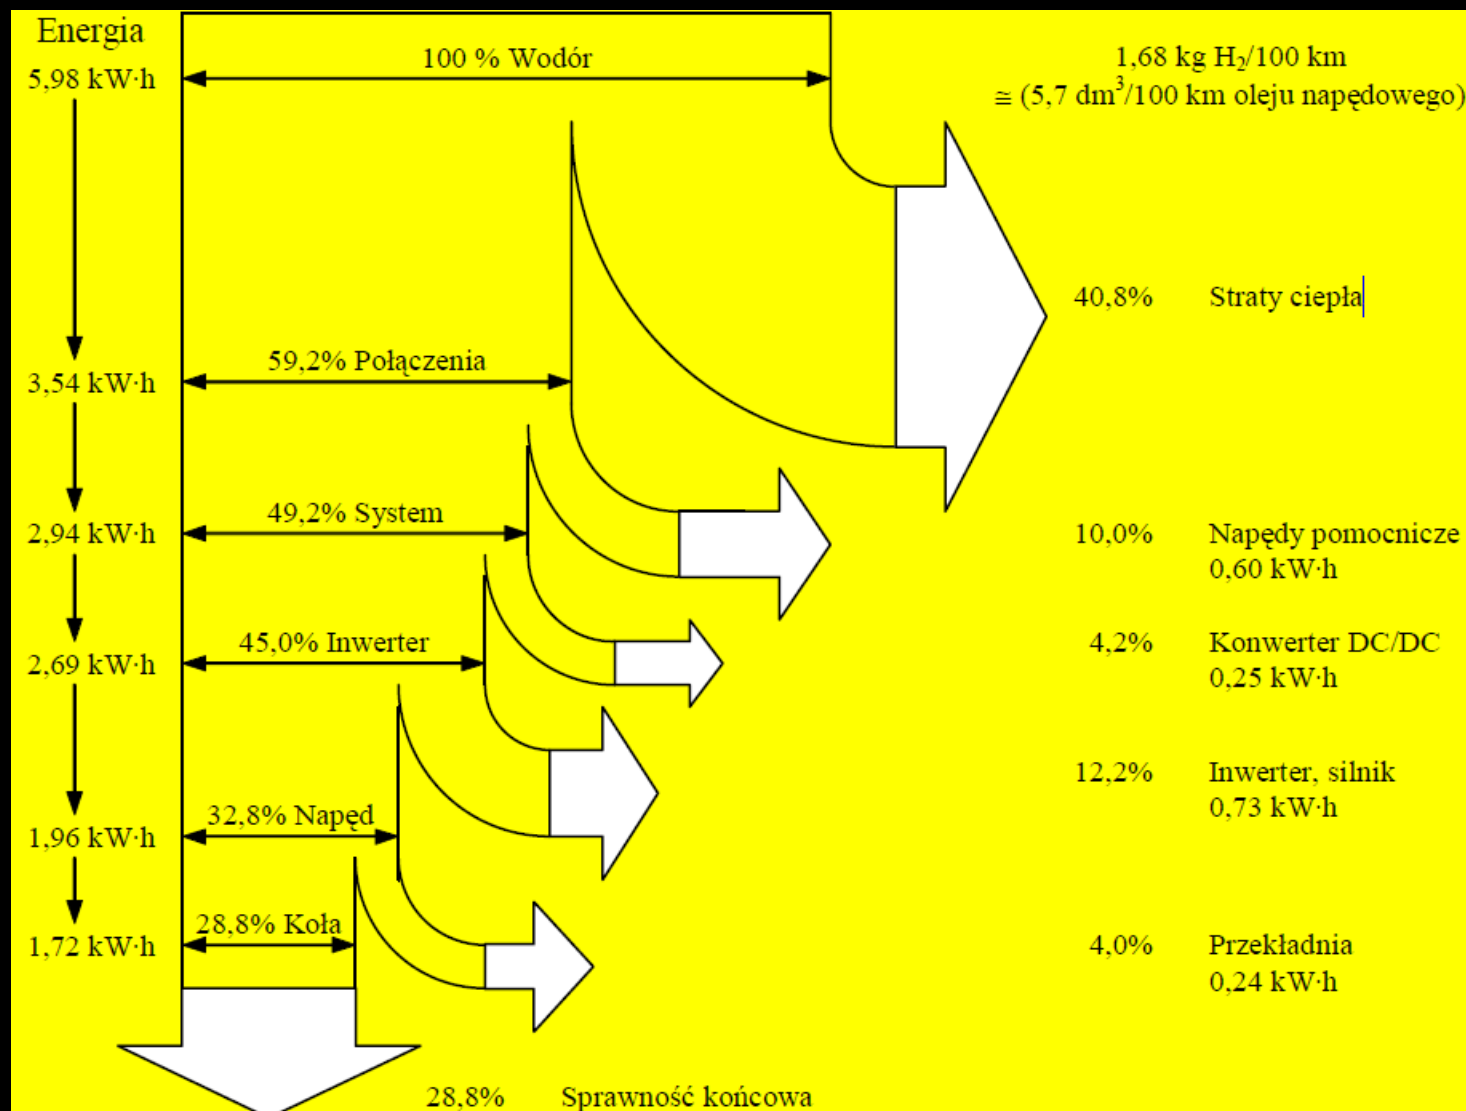 Energia
5,98 kW·h
100 % Wodór
1,68 kg H₂/100 km
≅ (5,7 dm³/100 km oleju napędowego)
40,8% Straty ciepła
59,2% Połączenia
3,54 kW·h
49,2% System
2,94 kW·h
10,0% Napędy pomocnicze
0,60 kW·h
45,0% Inwerter
2,69 kW·h
4,2% Konwerter DC/DC
0,25 kW·h
12,2% Inwerter, silnik
0,73 kW·h
32,8% Napęd
1,96 kW·h
28,8% Koła
1,72 kW·h
4,0% Przekładnia
0,24 kW·h
28,8% Sprawność końcowa